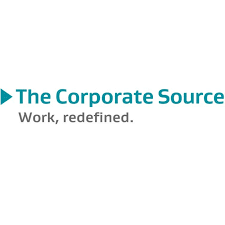 The Corporate Source
Work, redefined.